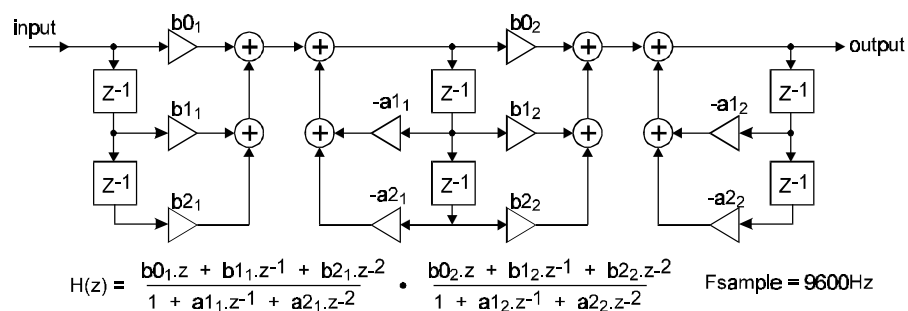 input
b0₁
b0₂
output
z-1
z-1
z-1
b1₁
-a1₁
b1₂
-a1₂
z-1
z-1
z-1
b2₁
-a2₁
b2₂
-a2₂
H(z) = b0₁.z + b1₁.z-1 + b2₁.z-2 / 1 + a1₁.z-1 + a2₁.z-2 • b0₂.z + b1₂.z-1 + b2₂.z-2 / 1 + a1₂.z-1 + a2₂.z-2 Fsample = 9600Hz